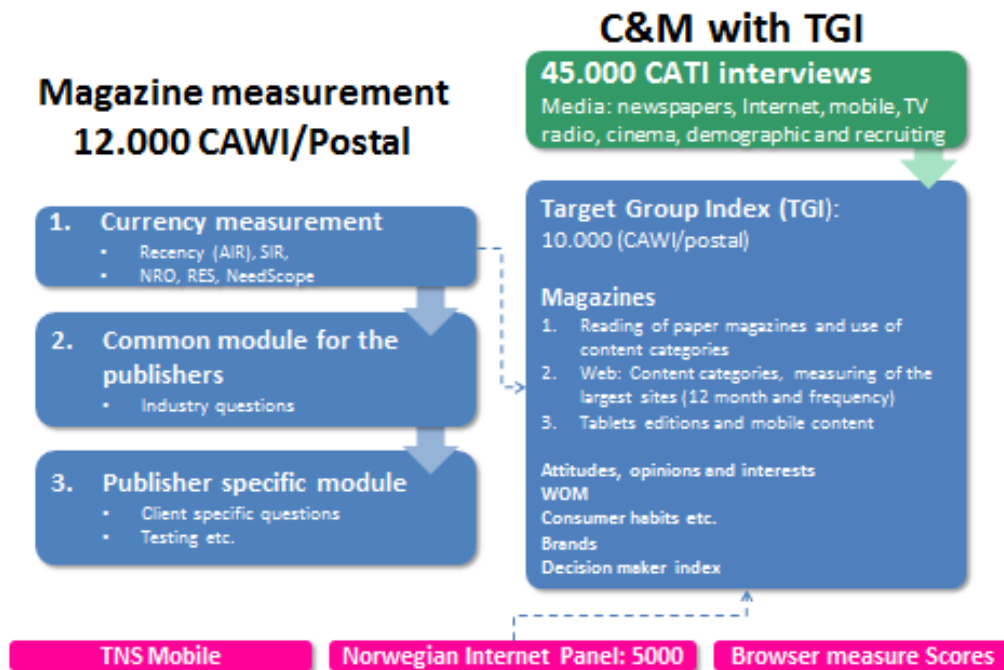 Magazine measurement
12.000 CAWI/Postal
1. Currency measurement
• Recency (AIR), SIR,
• NRO, RES, NeedScope
2. Common module for the
publishers
• Industry questions
3. Publisher specific module
• Client specific questions
• Testing etc.
C&M with TGI
45.000 CATI interviews
Media: newspapers, Internet, mobile, TV
radio, cinema, demographic and recruiting
Target Group Index (TGI):
10.000 (CAWI/postal)
Magazines
1. Reading of paper magazines and use of
content categories
2. Web: Content categories, measuring of the
largest sites (12 month and frequency)
3. Tablets editions and mobile content
Attitudes, opinions and interests
WOM
Consumer habits etc.
Brands
Decision maker index
TNS Mobile
Norwegian Internet Panel: 5000
Browser measure Scores